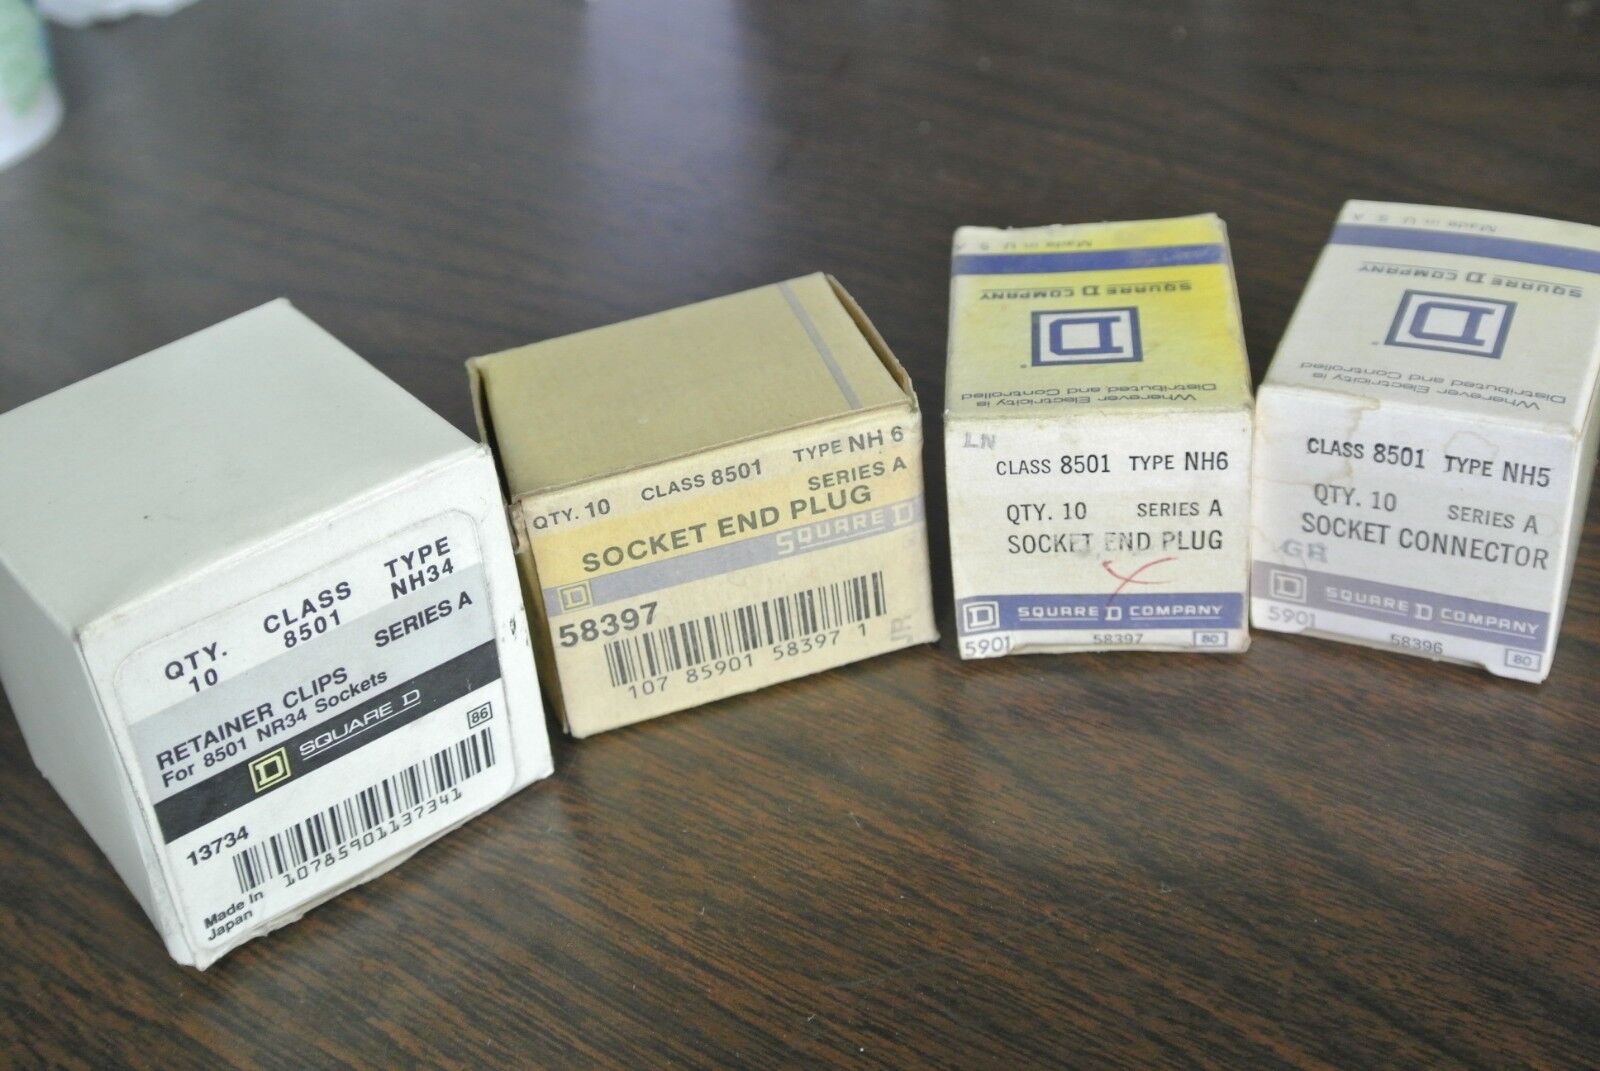 QTY. CLASS TYPE
10 8501 NH34
SERIES A
RETAINER CLIPS
For 8501 NR34 Sockets
D SQUARE D
86
13734
10785901137341
Made In
Japan
QTY. 10 CLASS 8501 TYPE NH 6
SERIES A
SOCKET END PLUG
SQUARE D
D
58397
107 85901 58397 1
Made in U S A
SQUARE D COMPANY
D
Wherever Electricity is
Distributed and Controlled
LN
CLASS 8501 TYPE NH6
QTY. 10 SERIES A
SOCKET END PLUG
D SQUARE D COMPANY
5901 58397 80
Made in U S A
SQUARE D COMPANY
D
Wherever Electricity is
Distributed and Controlled
CLASS 8501 TYPE NH5
QTY. 10 SERIES A
SOCKET CONNECTOR
GR
D SQUARE D COMPANY
5901 58396 80